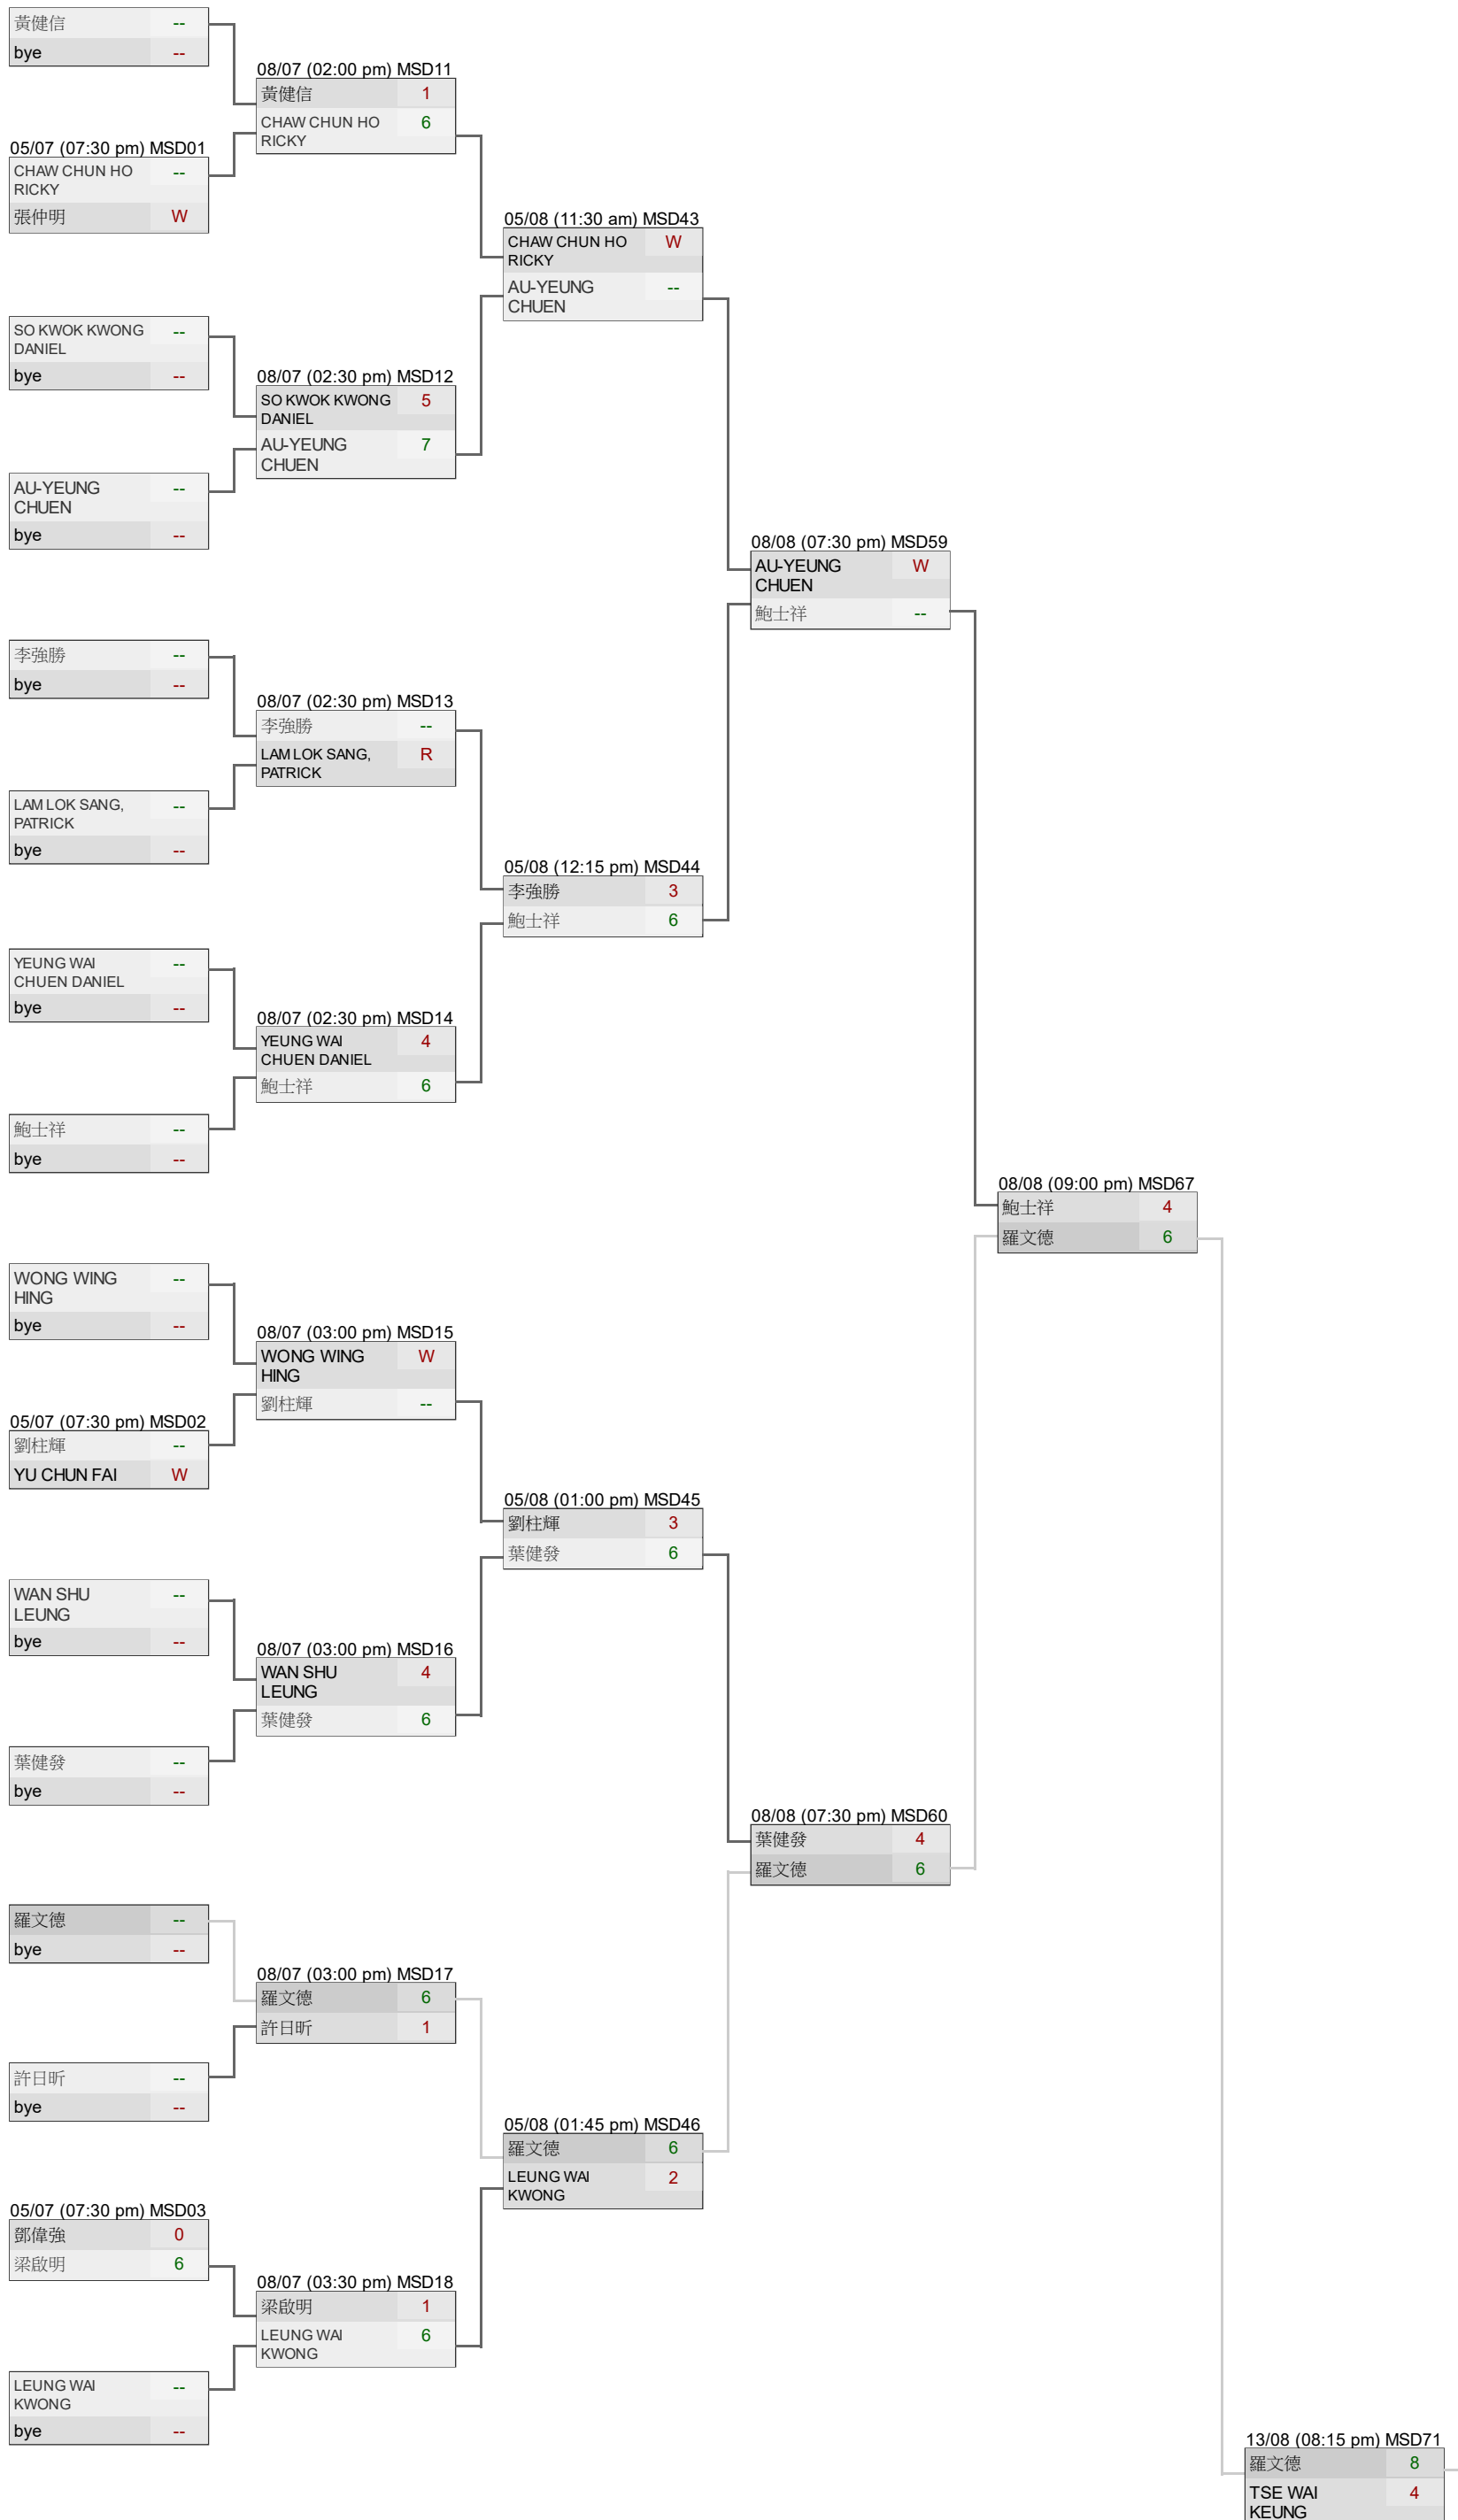 黃健信 --
bye --
08/07 (02:00 pm) MSD11
黃健信 1
CHAW CHUN HO 6
RICKY
05/07 (07:30 pm) MSD01
CHAW CHUN HO --
RICKY
張仲明 W
05/08 (11:30 am) MSD43
CHAW CHUN HO W
RICKY
AU-YEUNG --
CHUEN
SO KWOK KWONG --
DANIEL
bye --
08/07 (02:30 pm) MSD12
SO KWOK KWONG 5
DANIEL
AU-YEUNG 7
CHUEN
AU-YEUNG --
CHUEN
bye --
08/08 (07:30 pm) MSD59
AU-YEUNG W
CHUEN
鮑士祥 --
李強勝 --
bye --
08/07 (02:30 pm) MSD13
李強勝 --
LAM LOK SANG, R
PATRICK
LAM LOK SANG, --
PATRICK
bye --
05/08 (12:15 pm) MSD44
李強勝 3
鮑士祥 6
YEUNG WAI --
CHUEN DANIEL
bye --
08/07 (02:30 pm) MSD14
YEUNG WAI 4
CHUEN DANIEL
鮑士祥 6
鮑士祥 --
bye --
08/08 (09:00 pm) MSD67
鮑士祥 4
羅文德 6
WONG WING --
HING
bye --
08/07 (03:00 pm) MSD15
WONG WING W
HING
劉柱輝 --
05/07 (07:30 pm) MSD02
劉柱輝 --
YU CHUN FAI W
05/08 (01:00 pm) MSD45
劉柱輝 3
葉健發 6
WAN SHU --
LEUNG
bye --
08/07 (03:00 pm) MSD16
WAN SHU 4
LEUNG
葉健發 6
葉健發 --
bye --
08/08 (07:30 pm) MSD60
葉健發 4
羅文德 6
羅文德 --
bye --
08/07 (03:00 pm) MSD17
羅文德 6
許日昕 1
許日昕 --
bye --
05/08 (01:45 pm) MSD46
羅文德 6
LEUNG WAI 2
KWONG
05/07 (07:30 pm) MSD03
鄧偉強 0
梁啟明 6
08/07 (03:30 pm) MSD18
梁啟明 1
LEUNG WAI 6
KWONG
LEUNG WAI --
KWONG
bye --
13/08 (08:15 pm) MSD71
羅文德 8
TSE WAI 4
KEUNG